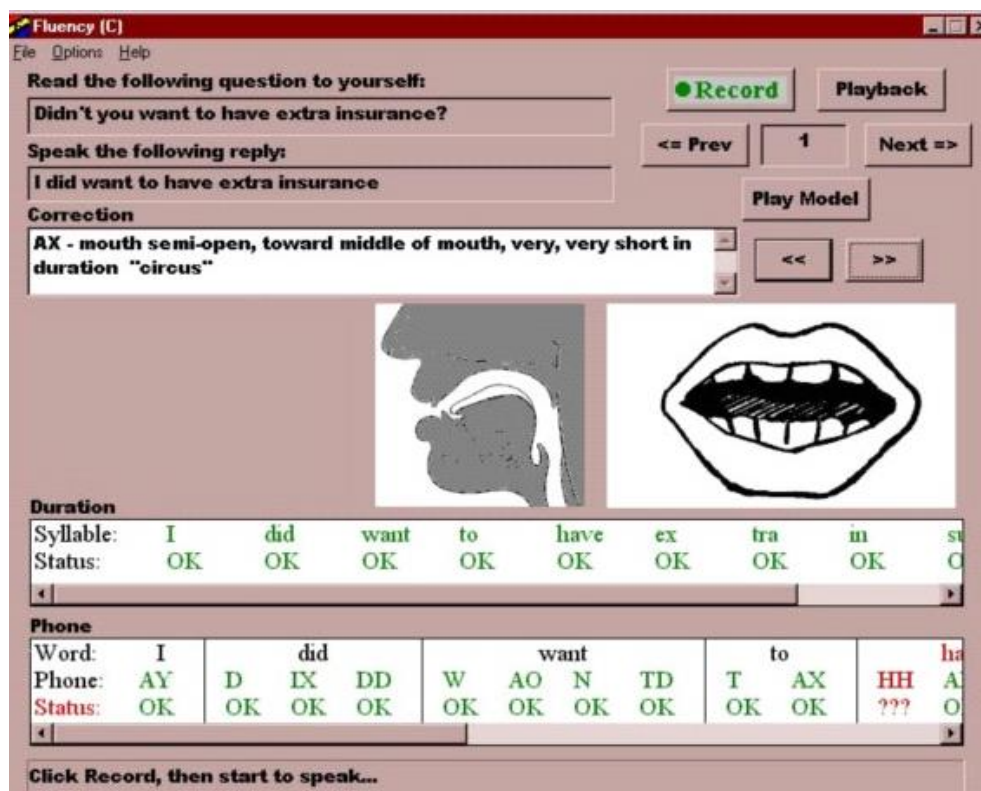 Fluency (C)
File Options Help
Read the following question to yourself:
Didn't you want to have extra insurance?
Speak the following reply:
I did want to have extra insurance
Record Playback
<= Prev 1 Next =>
Play Model
Correction
AX - mouth semi-open, toward middle of mouth, very, very short in
duration "circus"
<< >>
Duration
Syllable: I did want to have ex tra in
Status: OK OK OK OK OK OK OK OK
Phone
Word: I did want to
Phone: AY D IX DD W AO N TD T AX HH
Status: OK OK OK OK OK OK OK OK OK OK ???
Click Record, then start to speak...